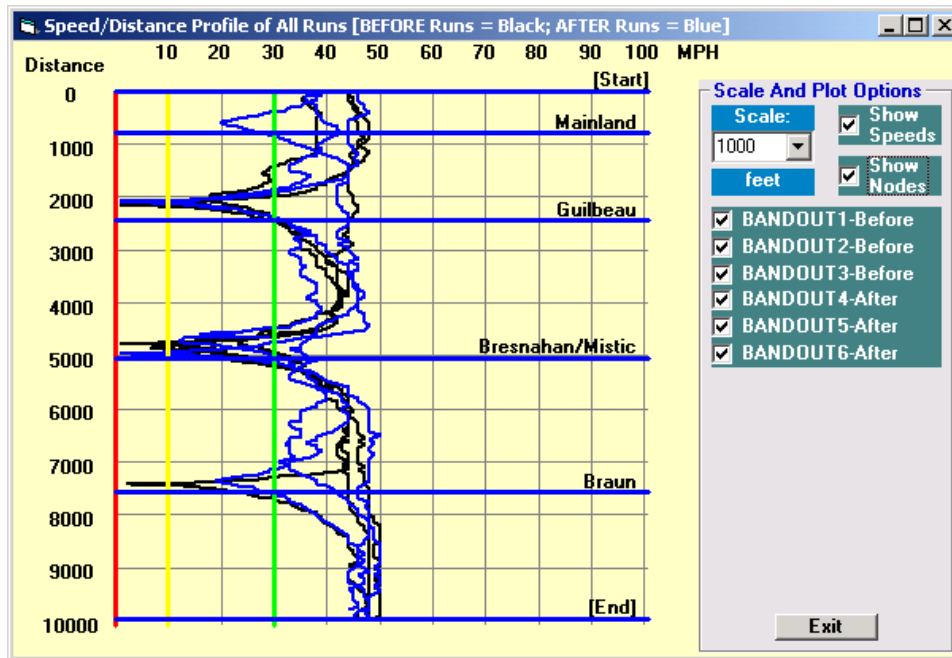 Speed/Distance Profile of All Runs [BEFORE Runs = Black; AFTER Runs = Blue]
10 20 30 40 50 60 70 80 90 100 MPH
Distance
[Start]
0
Mainland
1000
2000
Guilbeau
3000
4000
Bresnahan/Mistic
5000
6000
7000
Braun
8000
9000
[End]
10000
Scale And Plot Options
Scale:
1000
feet
Show
Speeds
Show
Nodes
BANDOUT1-Before
BANDOUT2-Before
BANDOUT3-Before
BANDOUT4-After
BANDOUT5-After
BANDOUT6-After
Exit